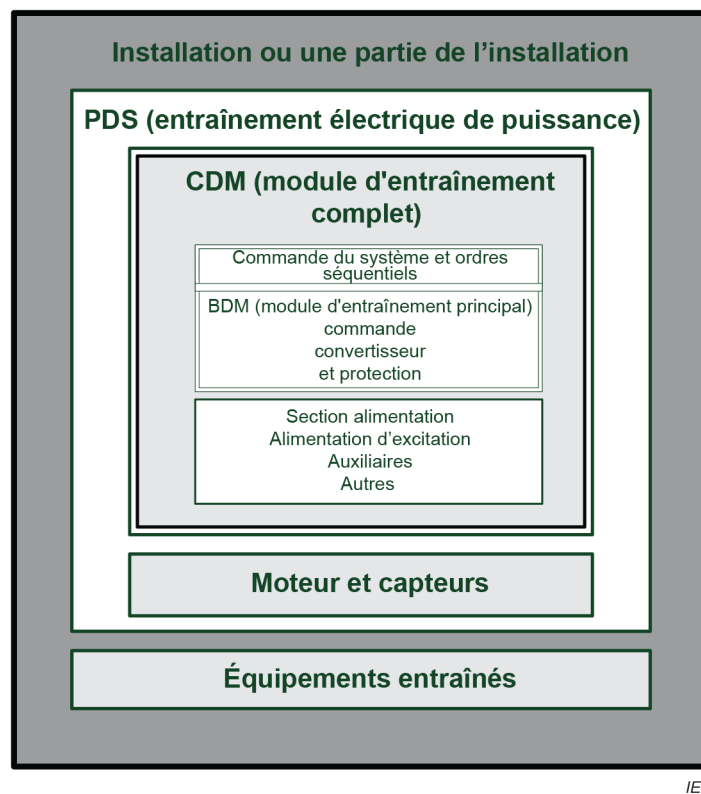 Installation ou une partie de l’installation
PDS (entraînement électrique de puissance)
CDM (module d'entraînement
complet)
Commande du système et ordres
séquentiels
BDM (module d'entraînement principal)
commande
convertisseur
et protection
Section alimentation
Alimentation d’excitation
Auxiliaires
Autres
Moteur et capteurs
Équipements entraînés
IE